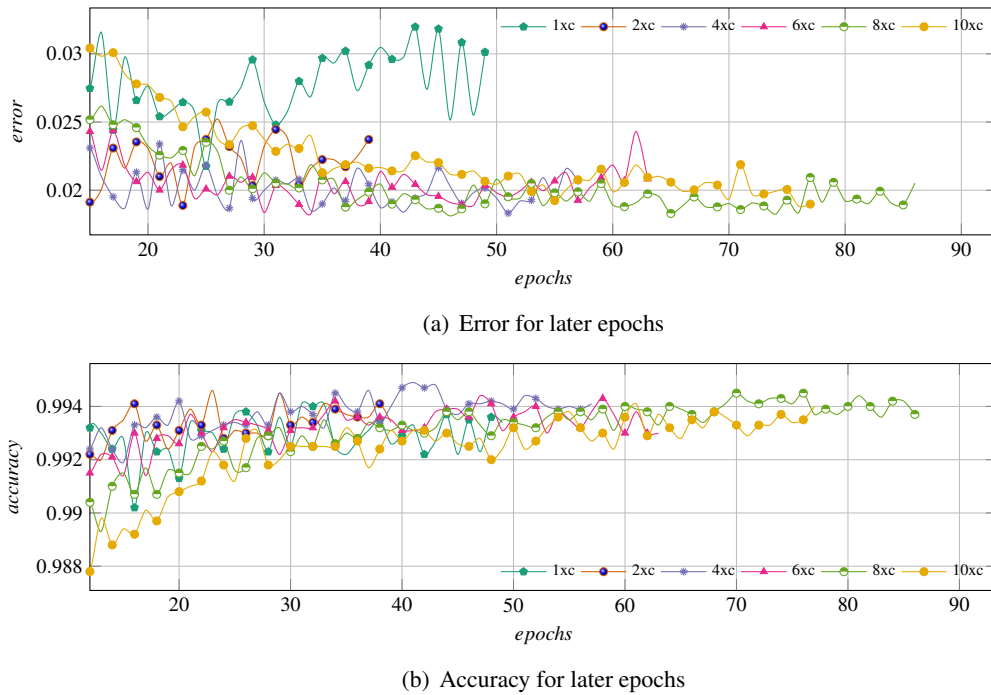 1xc 2xc 4xc 6xc 8xc 10xc
0.03
0.025
0.02
error
20 30 40 50 60 70 80 90
epochs
(a) Error for later epochs
0.994
0.992
0.99
0.988
accuracy
1xc 2xc 4xc 6xc 8xc 10xc
20 30 40 50 60 70 80 90
epochs
(b) Accuracy for later epochs